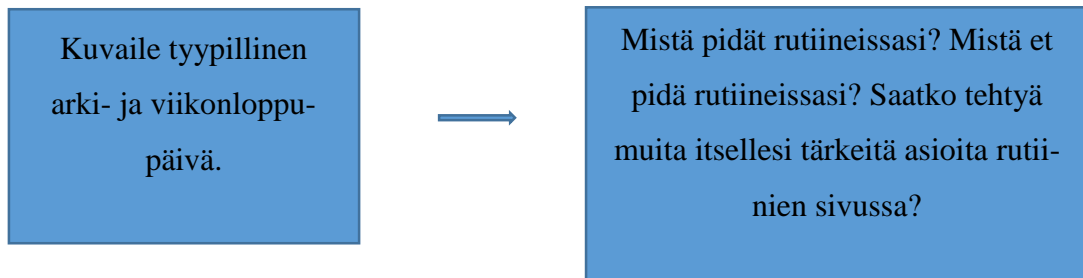 Kuvaile tyypillinen
arki- ja viikonloppu-
päivä.
Mistä pidät rutiineissasi? Mistä et
pidä rutiineissasi? Saatko tehtyä
muita itsellesi tärkeitä asioita rutii-
nien sivussa?